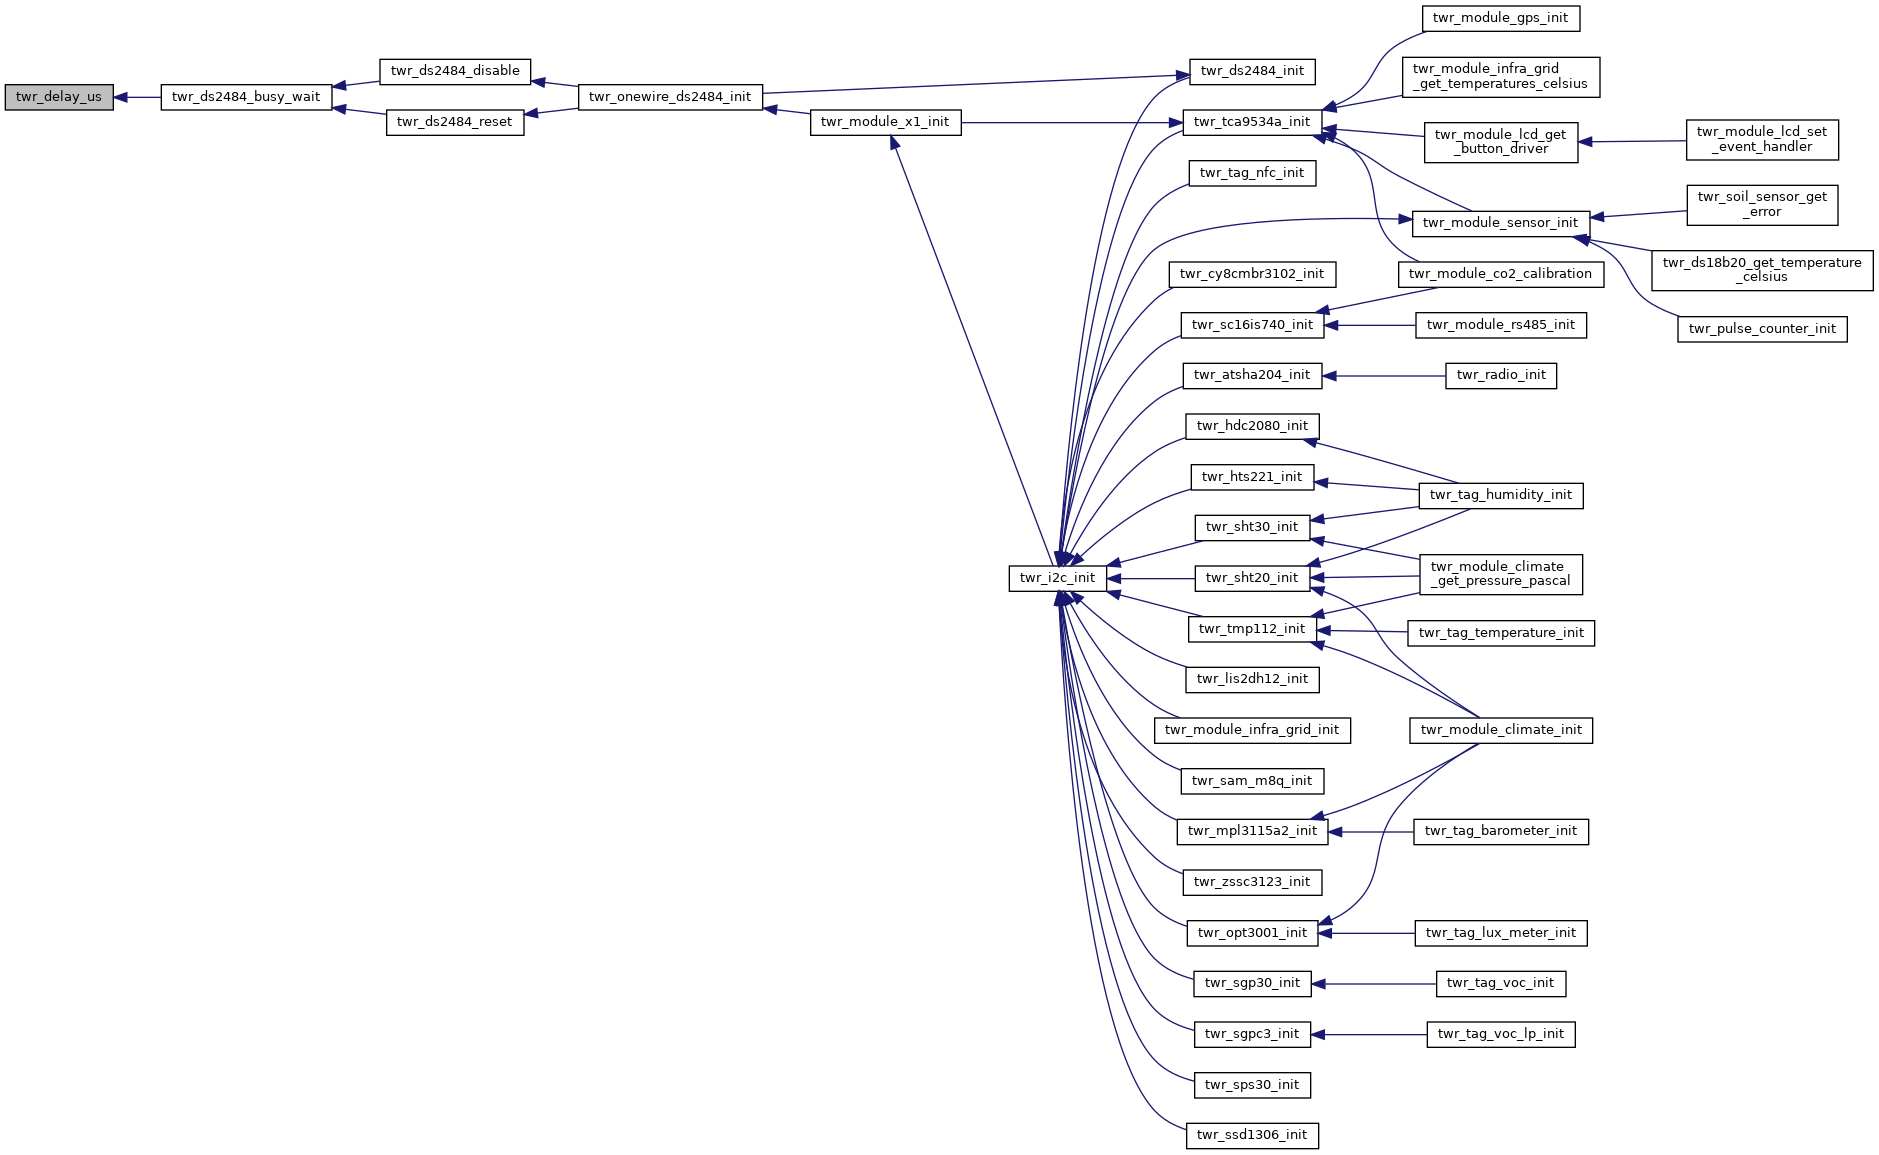 twr_delay_us
twr_ds2484_busy_wait
twr_ds2484_disable
twr_ds2484_reset
twr_onewire_ds2484_init
twr_module_x1_init
twr_i2c_init
twr_ds2484_init
twr_tca9534a_init
twr_tag_nfc_init
twr_cy8cmbr3102_init
twr_sc16is740_init
twr_atsha204_init
twr_hdc2080_init
twr_hts221_init
twr_sht30_init
twr_sht20_init
twr_tmp112_init
twr_lis2dh12_init
twr_module_infra_grid_init
twr_sam_m8q_init
twr_mpl3115a2_init
twr_zssc3123_init
twr_opt3001_init
twr_sgp30_init
twr_sgpc3_init
twr_sps30_init
twr_ssd1306_init
twr_module_gps_init
twr_module_infra_grid
_get_temperatures_celsius
twr_module_lcd_get
_button_driver
twr_module_sensor_init
twr_module_co2_calibration
twr_module_rs485_init
twr_radio_init
twr_tag_humidity_init
twr_module_climate
_get_pressure_pascal
twr_tag_temperature_init
twr_module_climate_init
twr_tag_barometer_init
twr_tag_lux_meter_init
twr_tag_voc_init
twr_tag_voc_lp_init
twr_module_lcd_set
_event_handler
twr_soil_sensor_get
_error
twr_ds18b20_get_temperature
_celsius
twr_pulse_counter_init